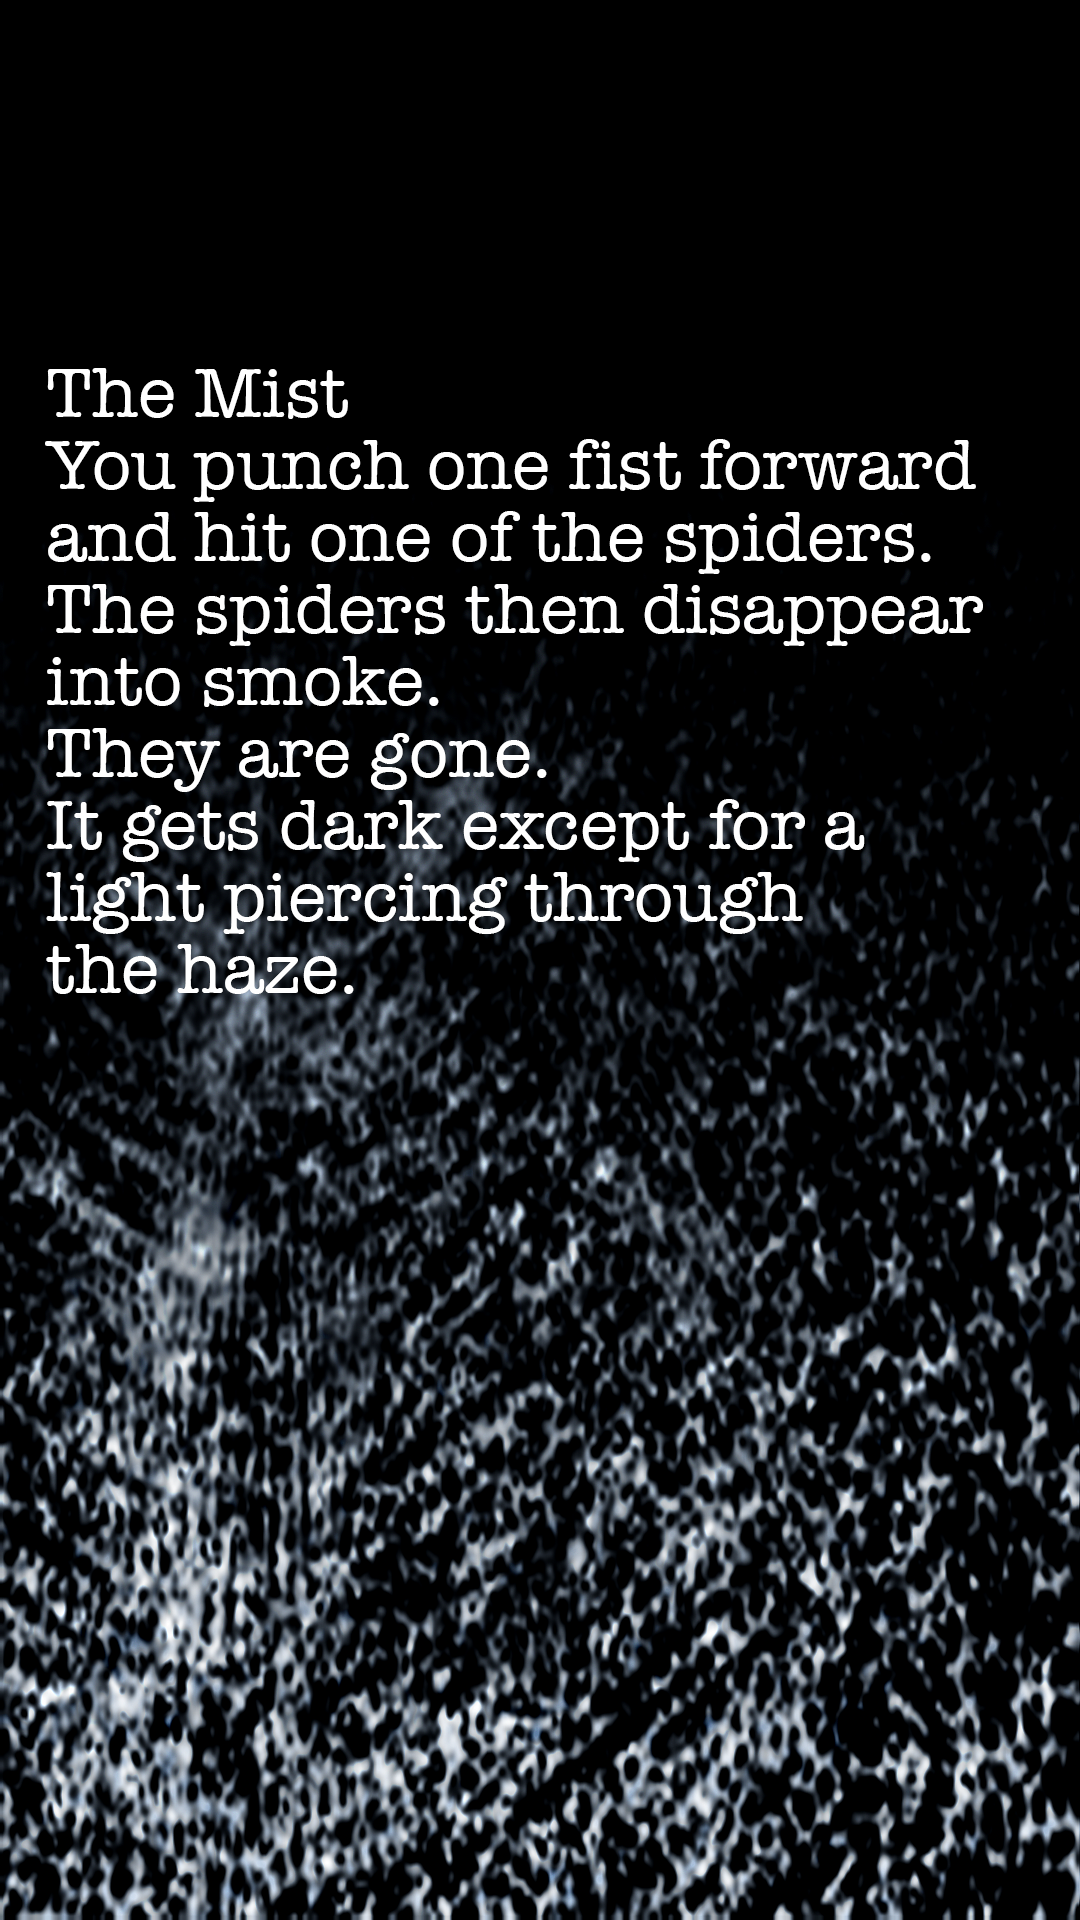 The Mist
You punch one fist forward
and hit one of the spiders.
The spiders then disappear
into smoke.
They are gone.
It gets dark except for a
light piercing through
the haze.